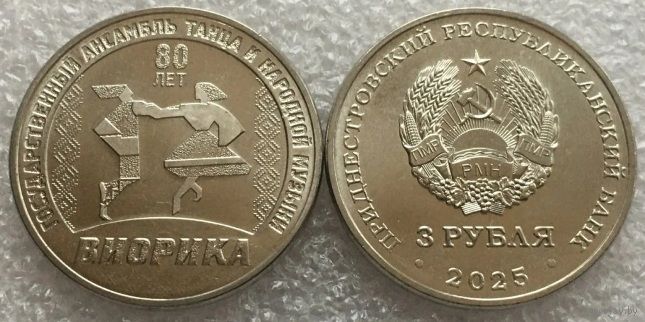 ГОСУДАРСТВЕННЫЙ АНСАМБЛЬ ТАНЦА И НАРОДНОЙ МУЗЫКИ
80
ЛЕТ
ВИОРИКА
ПРИДНЕСТРОВСКИЙ РЕСПУБЛИКАНСКИЙ БАНК
ПМР
РМН
ПМР
3 РУБЛЯ
· 2025 ·